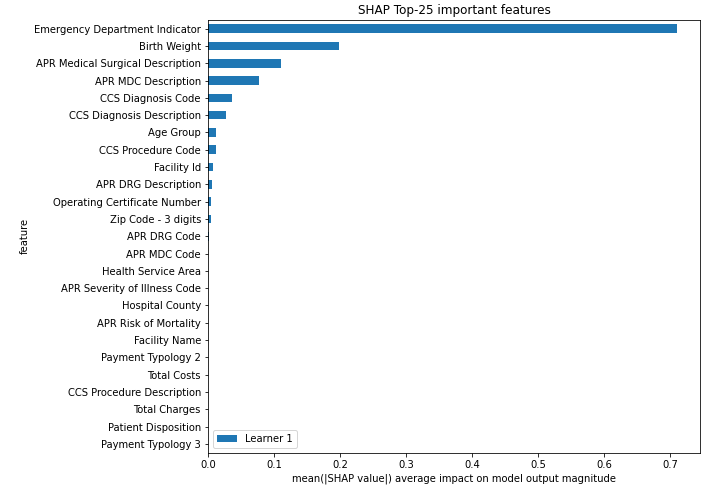 SHAP Top-25 important features
Emergency Department Indicator
Birth Weight
APR Medical Surgical Description
APR MDC Description
CCS Diagnosis Code
CCS Diagnosis Description
Age Group
CCS Procedure Code
Facility Id
APR DRG Description
Operating Certificate Number
Zip Code - 3 digits
APR DRG Code
APR MDC Code
Health Service Area
APR Severity of Illness Code
Hospital County
APR Risk of Mortality
Facility Name
Payment Typology 2
Total Costs
CCS Procedure Description
Total Charges
Patient Disposition
Payment Typology 3
feature
Learner 1
0.0 0.1 0.2 0.3 0.4 0.5 0.6 0.7
mean(|SHAP value|) average impact on model output magnitude